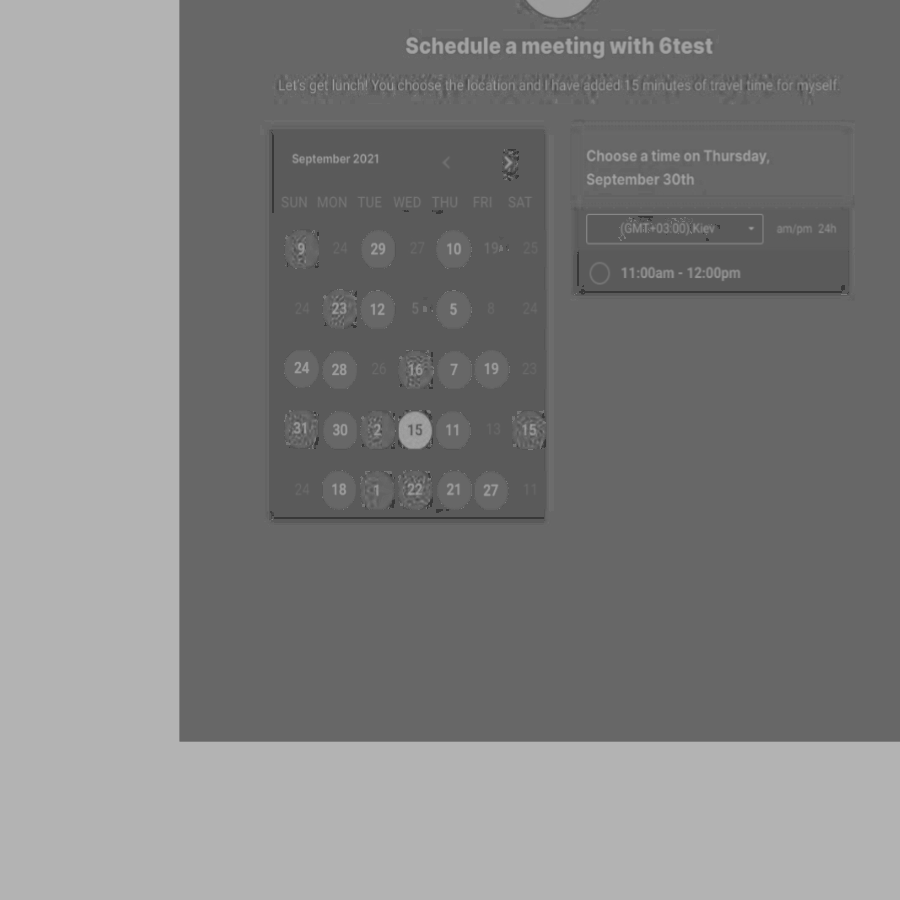 Schedule a meeting with 6test
Let's get lunch! You choose the location and I have added 15 minutes of travel time for myself.
September 2021
SUN MON TUE WED THU FRI SAT
9 24 29 27 10 19 25
24 23 12 5 5 8 24
24 28 26 16 7 19 23
31 30 2 15 11 13 15
24 18 1 22 21 27 11
Choose a time on Thursday,
September 30th
(GMT+03:00) Kiev
am/pm 24h
11:00am - 12:00pm